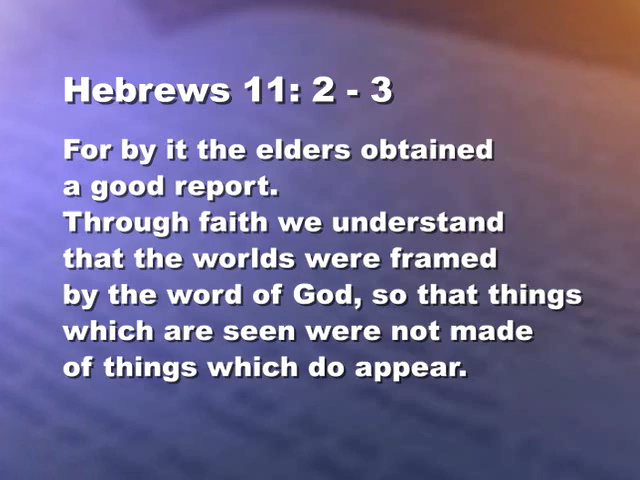 Hebrews 11: 2 - 3
For by it the elders obtained
a good report.
Through faith we understand
that the worlds were framed
by the word of God, so that things
which are seen were not made
of things which do appear.